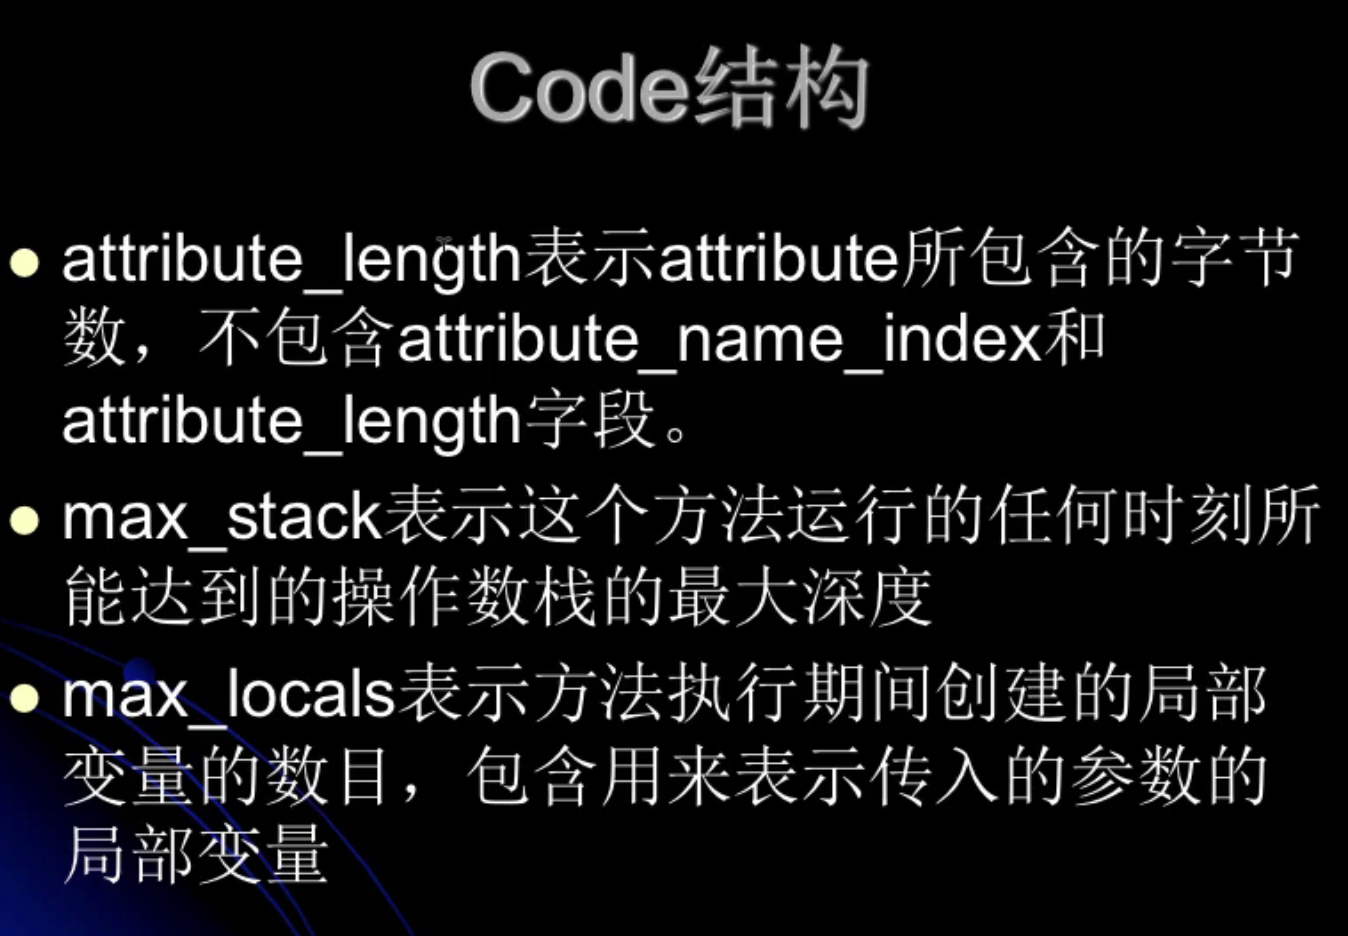 Code结构
attribute_length表示attribute所包含的字节
数，不包含attribute_name_index和
attribute_length字段。
max_stack表示这个方法运行的任何时刻所
能达到的操作数栈的最大深度
max_locals表示方法执行期间创建的局部
变量的数目，包含用来表示传入的参数的
局部变量